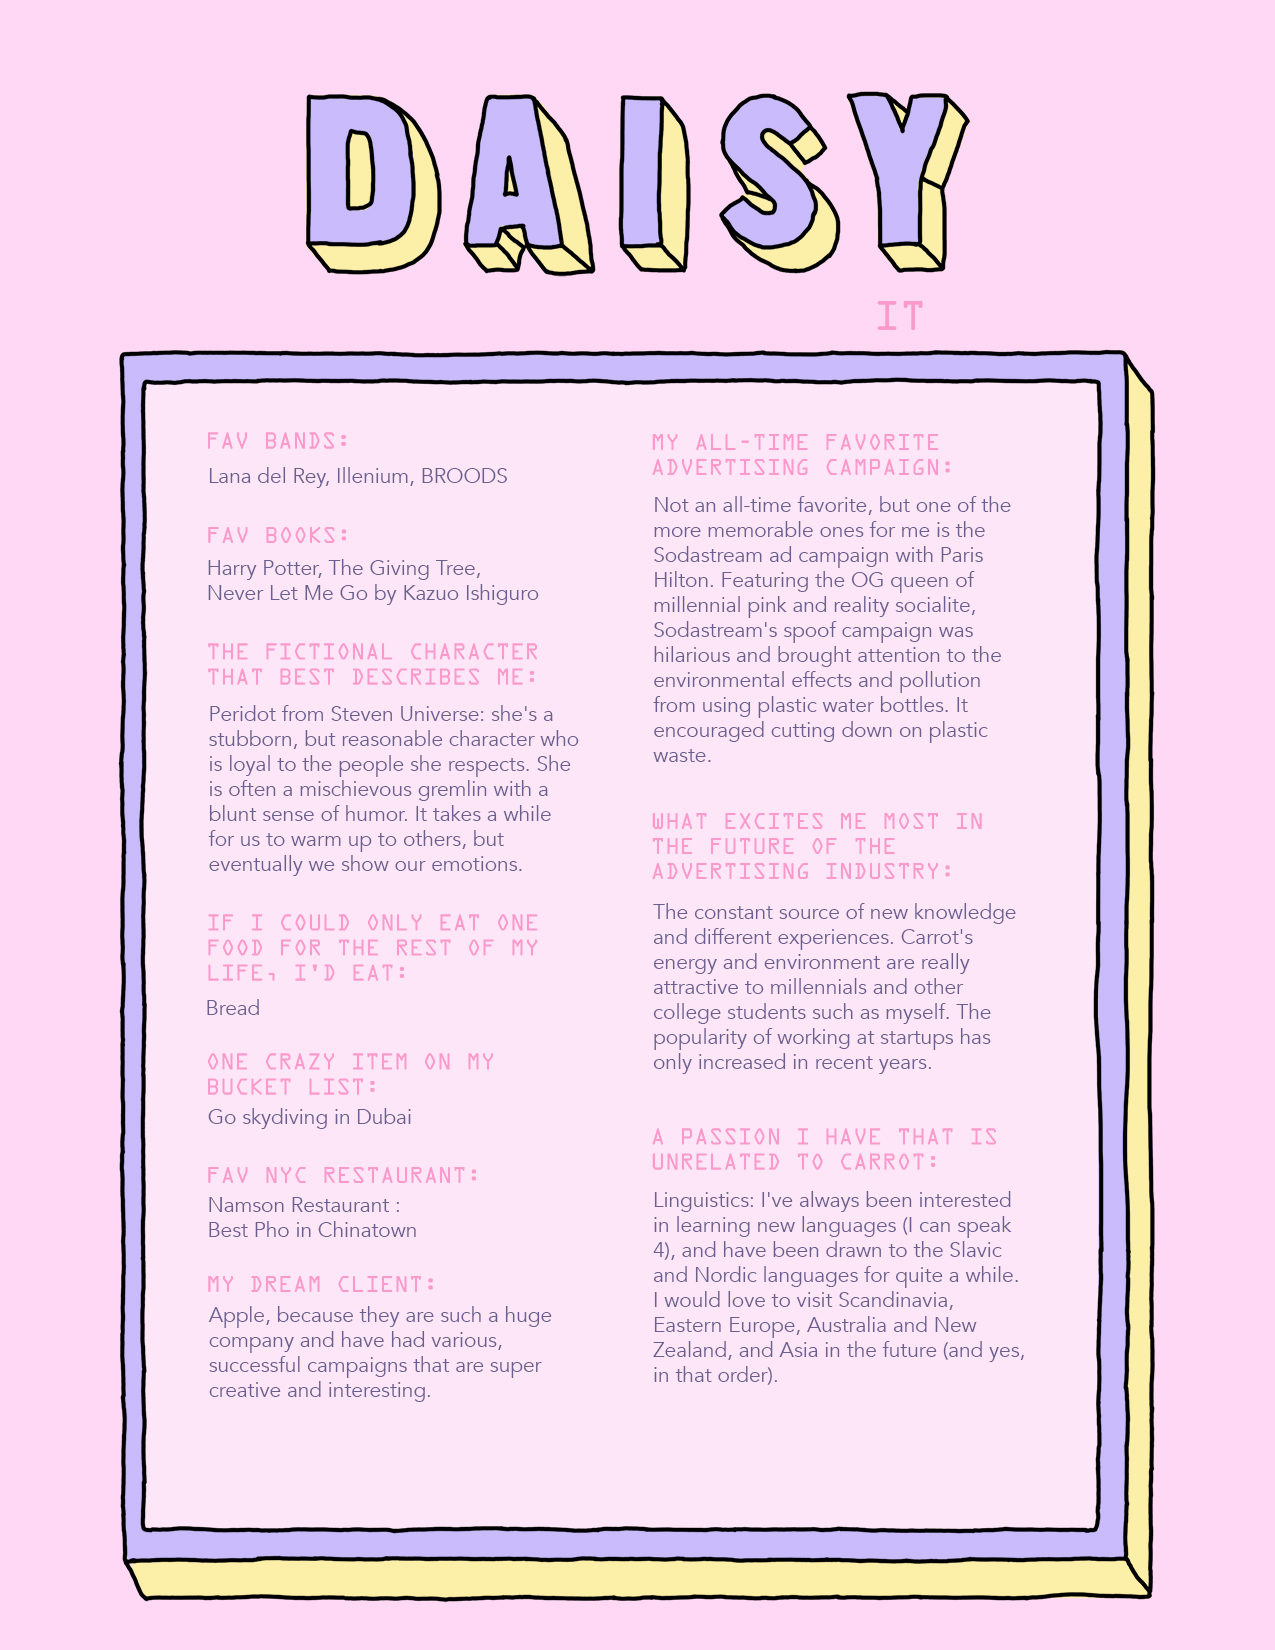 DAISY
IT
FAV BANDS:
Lana del Rey, Illenium, BROODS
FAV BOOKS:
Harry Potter, The Giving Tree,
Never Let Me Go by Kazuo Ishiguro
THE FICTIONAL CHARACTER
THAT BEST DESCRIBES ME:
Peridot from Steven Universe: she's a
stubborn, but reasonable character who
is loyal to the people she respects. She
is often a mischievous gremlin with a
blunt sense of humor. It takes a while
for us to warm up to others, but
eventually we show our emotions.
IF I COULD ONLY EAT ONE
FOOD FOR THE REST OF MY
LIFE, I'D EAT:
Bread
ONE CRAZY ITEM ON MY
BUCKET LIST:
Go skydiving in Dubai
FAV NYC RESTAURANT:
Namson Restaurant :
Best Pho in Chinatown
MY DREAM CLIENT:
Apple, because they are such a huge
company and have had various,
successful campaigns that are super
creative and interesting.
MY ALL-TIME FAVORITE
ADVERTISING CAMPAIGN:
Not an all-time favorite, but one of the
more memorable ones for me is the
Sodastream ad campaign with Paris
Hilton. Featuring the OG queen of
millennial pink and reality socialite,
Sodastream's spoof campaign was
hilarious and brought attention to the
environmental effects and pollution
from using plastic water bottles. It
encouraged cutting down on plastic
waste.
WHAT EXCITES ME MOST IN
THE FUTURE OF THE
ADVERTISING INDUSTRY:
The constant source of new knowledge
and different experiences. Carrot's
energy and environment are really
attractive to millennials and other
college students such as myself. The
popularity of working at startups has
only increased in recent years.
A PASSION I HAVE THAT IS
UNRELATED TO CARROT:
Linguistics: I've always been interested
in learning new languages (I can speak
4), and have been drawn to the Slavic
and Nordic languages for quite a while.
I would love to visit Scandinavia,
Eastern Europe, Australia and New
Zealand, and Asia in the future (and yes,
in that order).